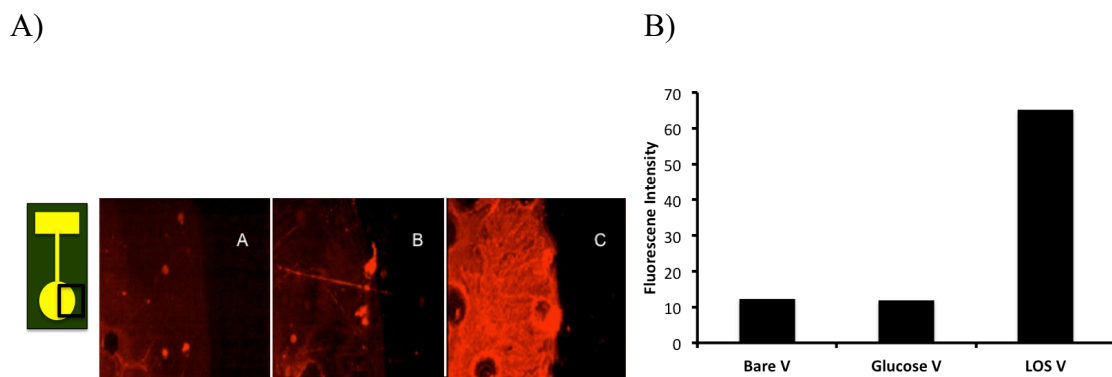 A)
B)
A
B
C
Fluorescene Intensity
70
60
50
40
30
20
10
0
Bare V
Glucose V
LOS V